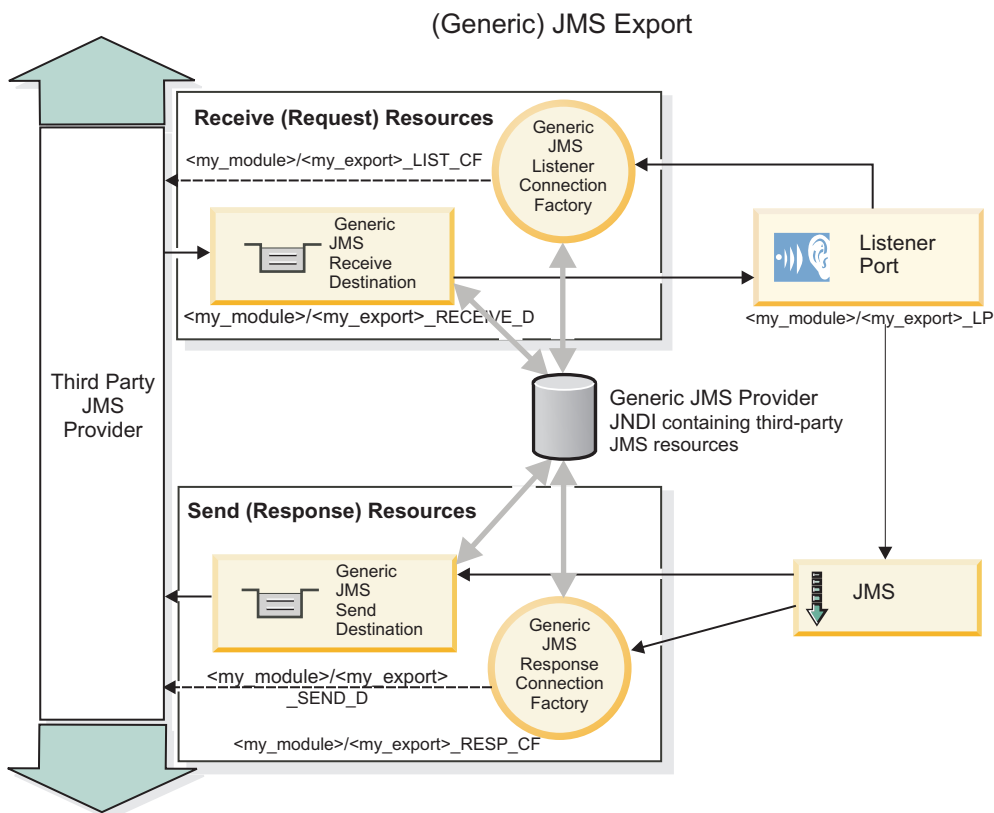 (Generic) JMS Export
Receive (Request) Resources
<my_module>/<my_export>_LIST_CF
Generic
JMS
Listener
Connection
Factory
Generic
JMS
Receive
Destination
<my_module>/<my_export>_RECEIVE_D
Listener
Port
<my_module>/<my_export>_LP
Third Party
JMS
Provider
Generic JMS Provider
JNDI containing third-party
JMS resources
Send (Response) Resources
Generic
JMS
Send
Destination
<my_module>/<my_export>
_SEND_D
Generic
JMS
Response
Connection
Factory
<my_module>/<my_export>_RESP_CF
JMS